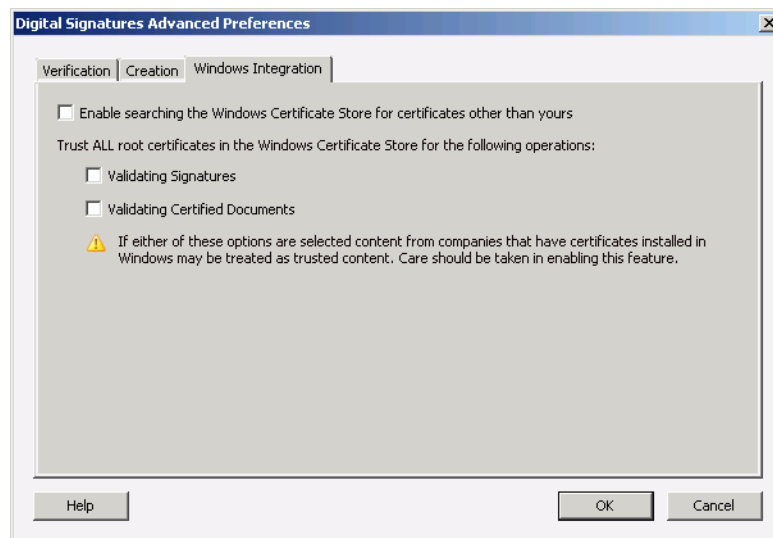 Digital Signatures Advanced Preferences
Verification
Creation
Windows Integration
Enable searching the Windows Certificate Store for certificates other than yours
Trust ALL root certificates in the Windows Certificate Store for the following operations:
Validating Signatures
Validating Certified Documents
If either of these options are selected content from companies that have certificates installed in
Windows may be treated as trusted content. Care should be taken in enabling this feature.
Help
OK
Cancel